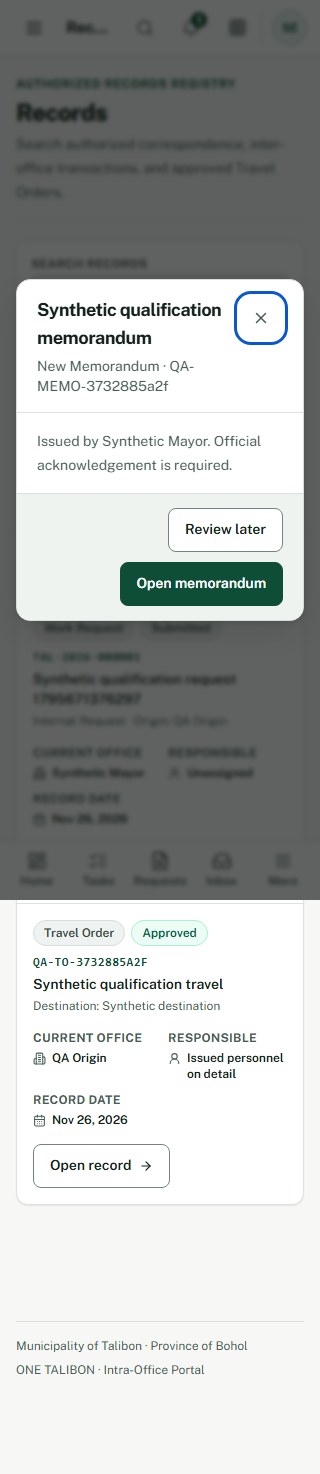 Rec...
AUTHORIZED RECORDS REGISTRY
Records
Search authorized correspondence, inter-
office transactions, and approved Travel
Orders.
SEARCH RECORDS
Synthetic qualification
memorandum
New Memorandum · QA-
MEMO-3732885a2f
Issued by Synthetic Mayor. Official
acknowledgement is required.
Review later
Open memorandum
Work Request Submitted
Synthetic qualification request
1795671376297
Internal Request · Origin QA Origin
CURRENT OFFICE RESPONSIBLE
Synthetic Mayor Unassigned
RECORD DATE
Nov 26, 2026
Home Tasks Requests Inbox More
Travel Order Approved
QA-TO-3732885A2F
Synthetic qualification travel
Destination: Synthetic destination
CURRENT OFFICE RESPONSIBLE
QA Origin Issued personnel
on detail
RECORD DATE
Nov 26, 2026
Open record
Municipality of Talibon · Province of Bohol
ONE TALIBON · Intra-Office Portal